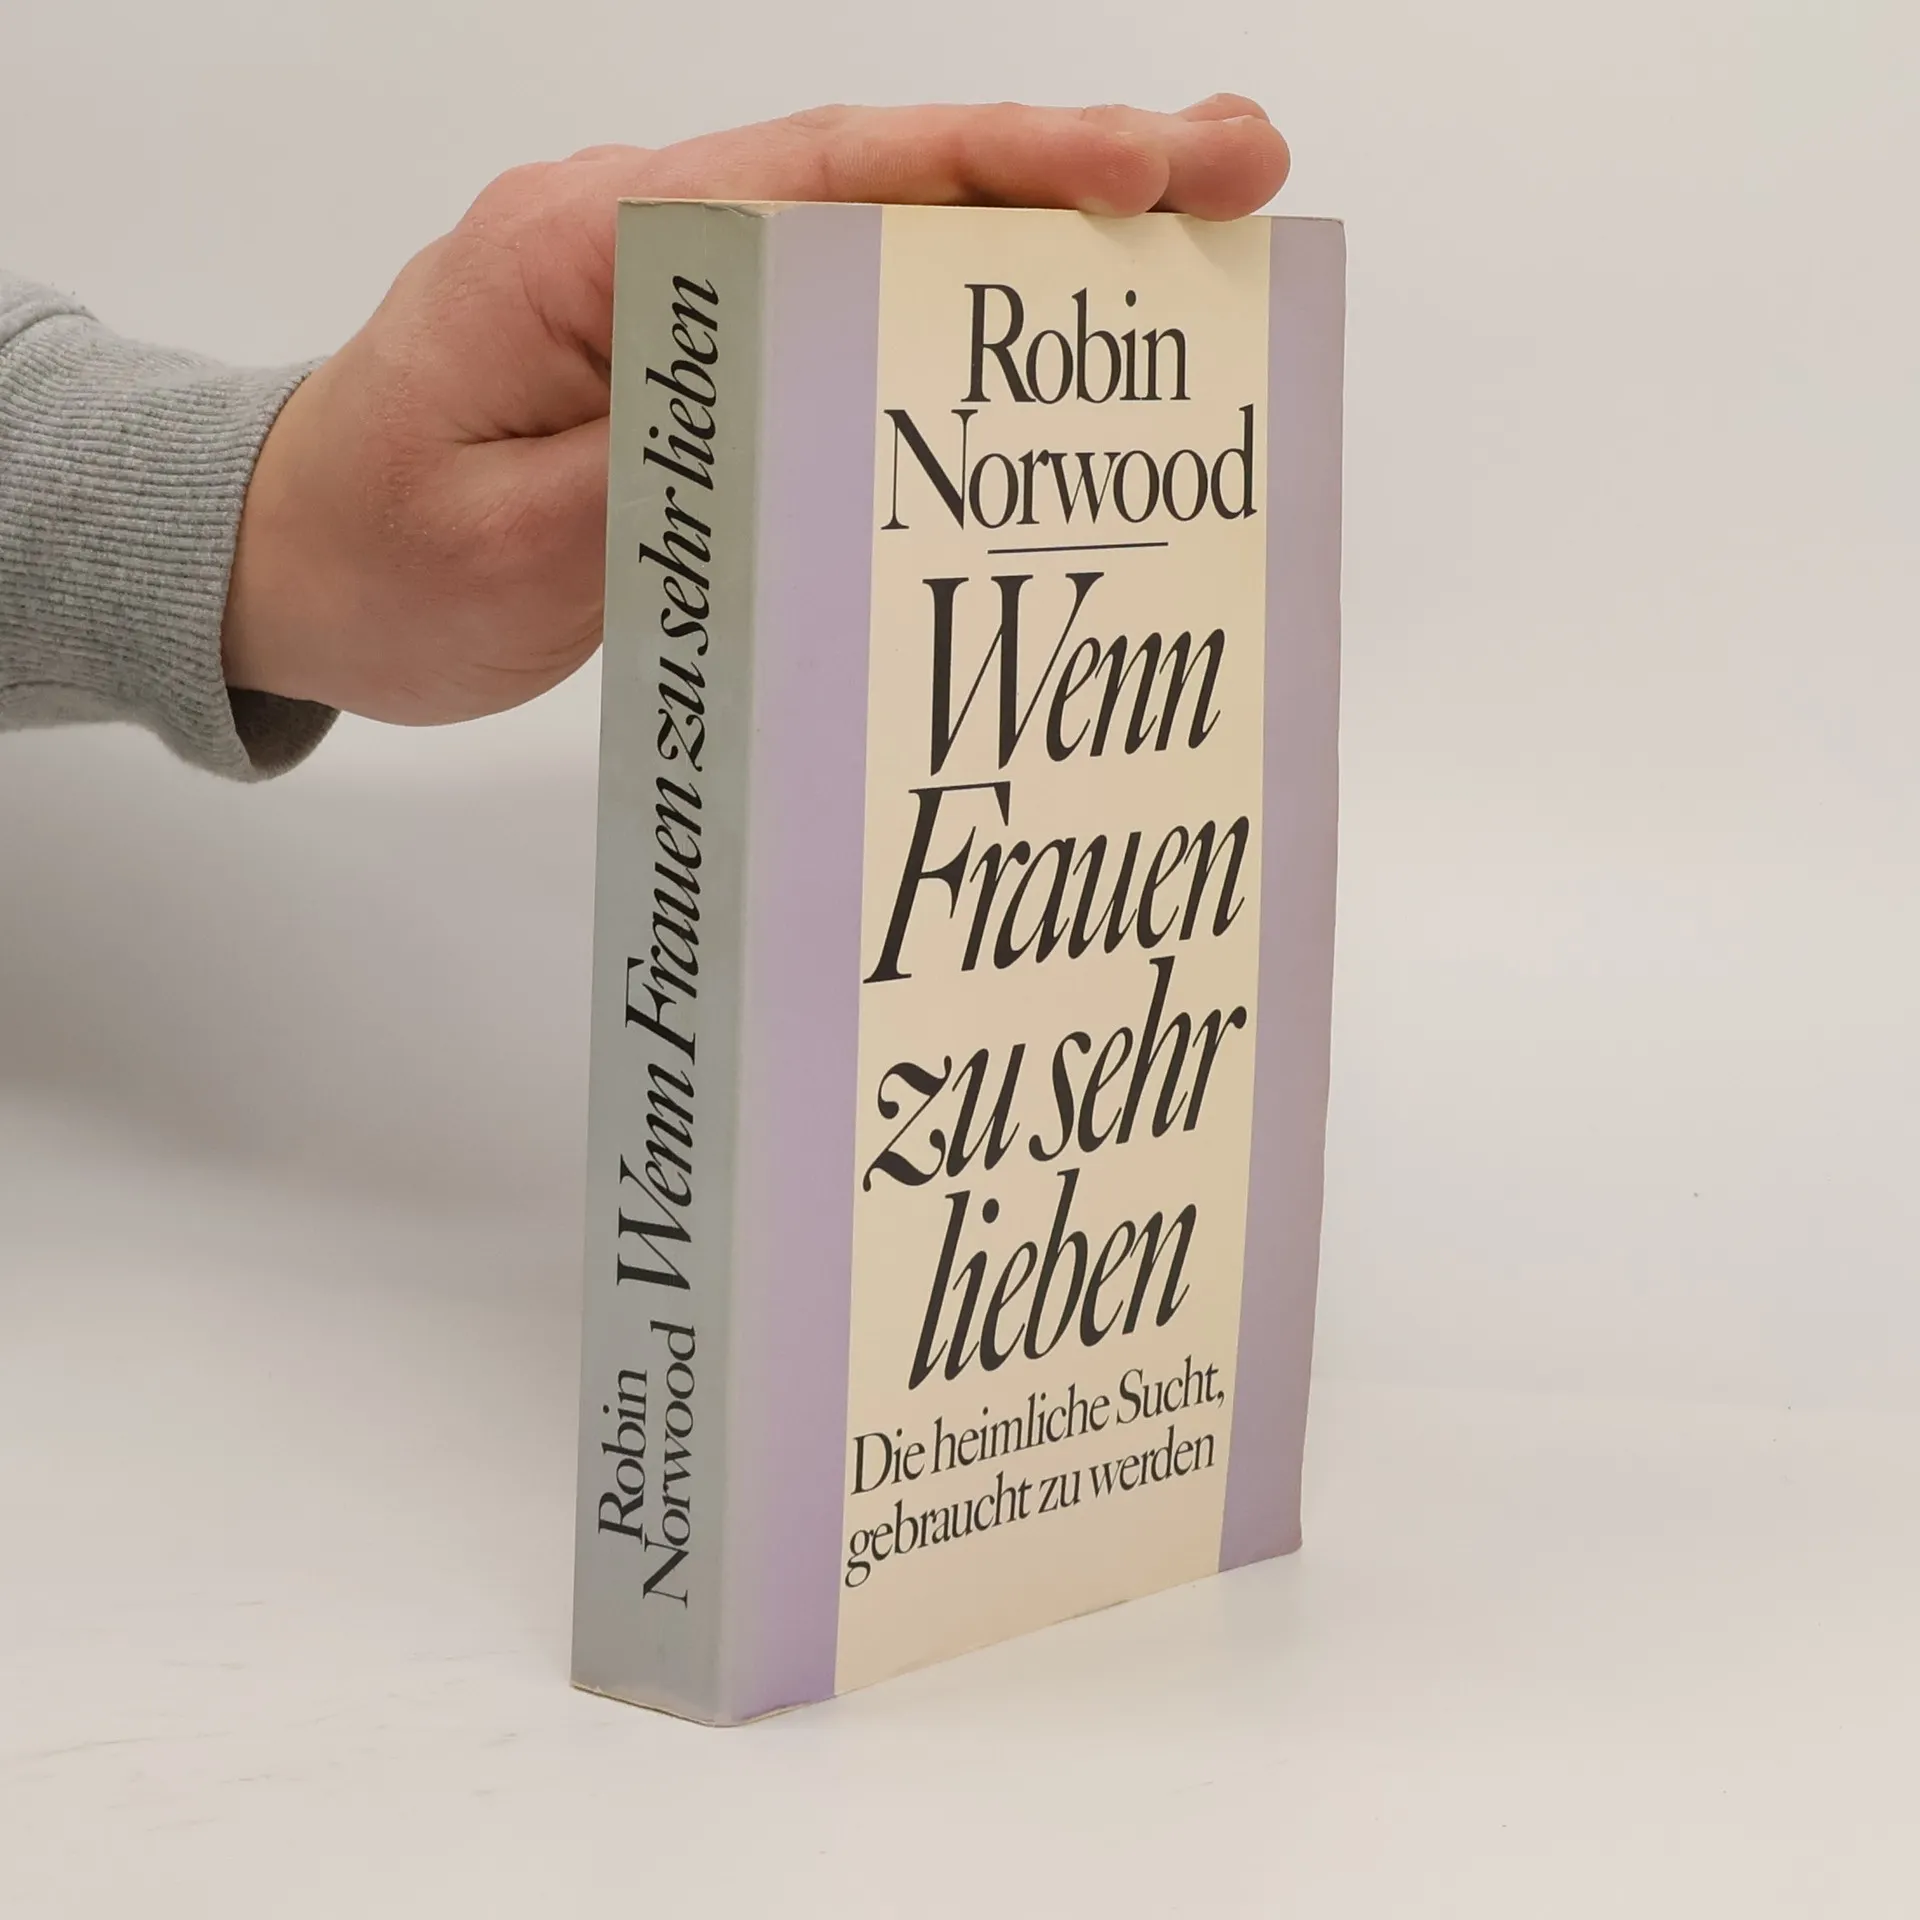 Robin
Norwood
Wenn Frauen zu sehr lieben
Robin
Norwood
Wenn
Frauen
zu sehr
lieben
Die heimliche Sucht,
gebraucht zu werden